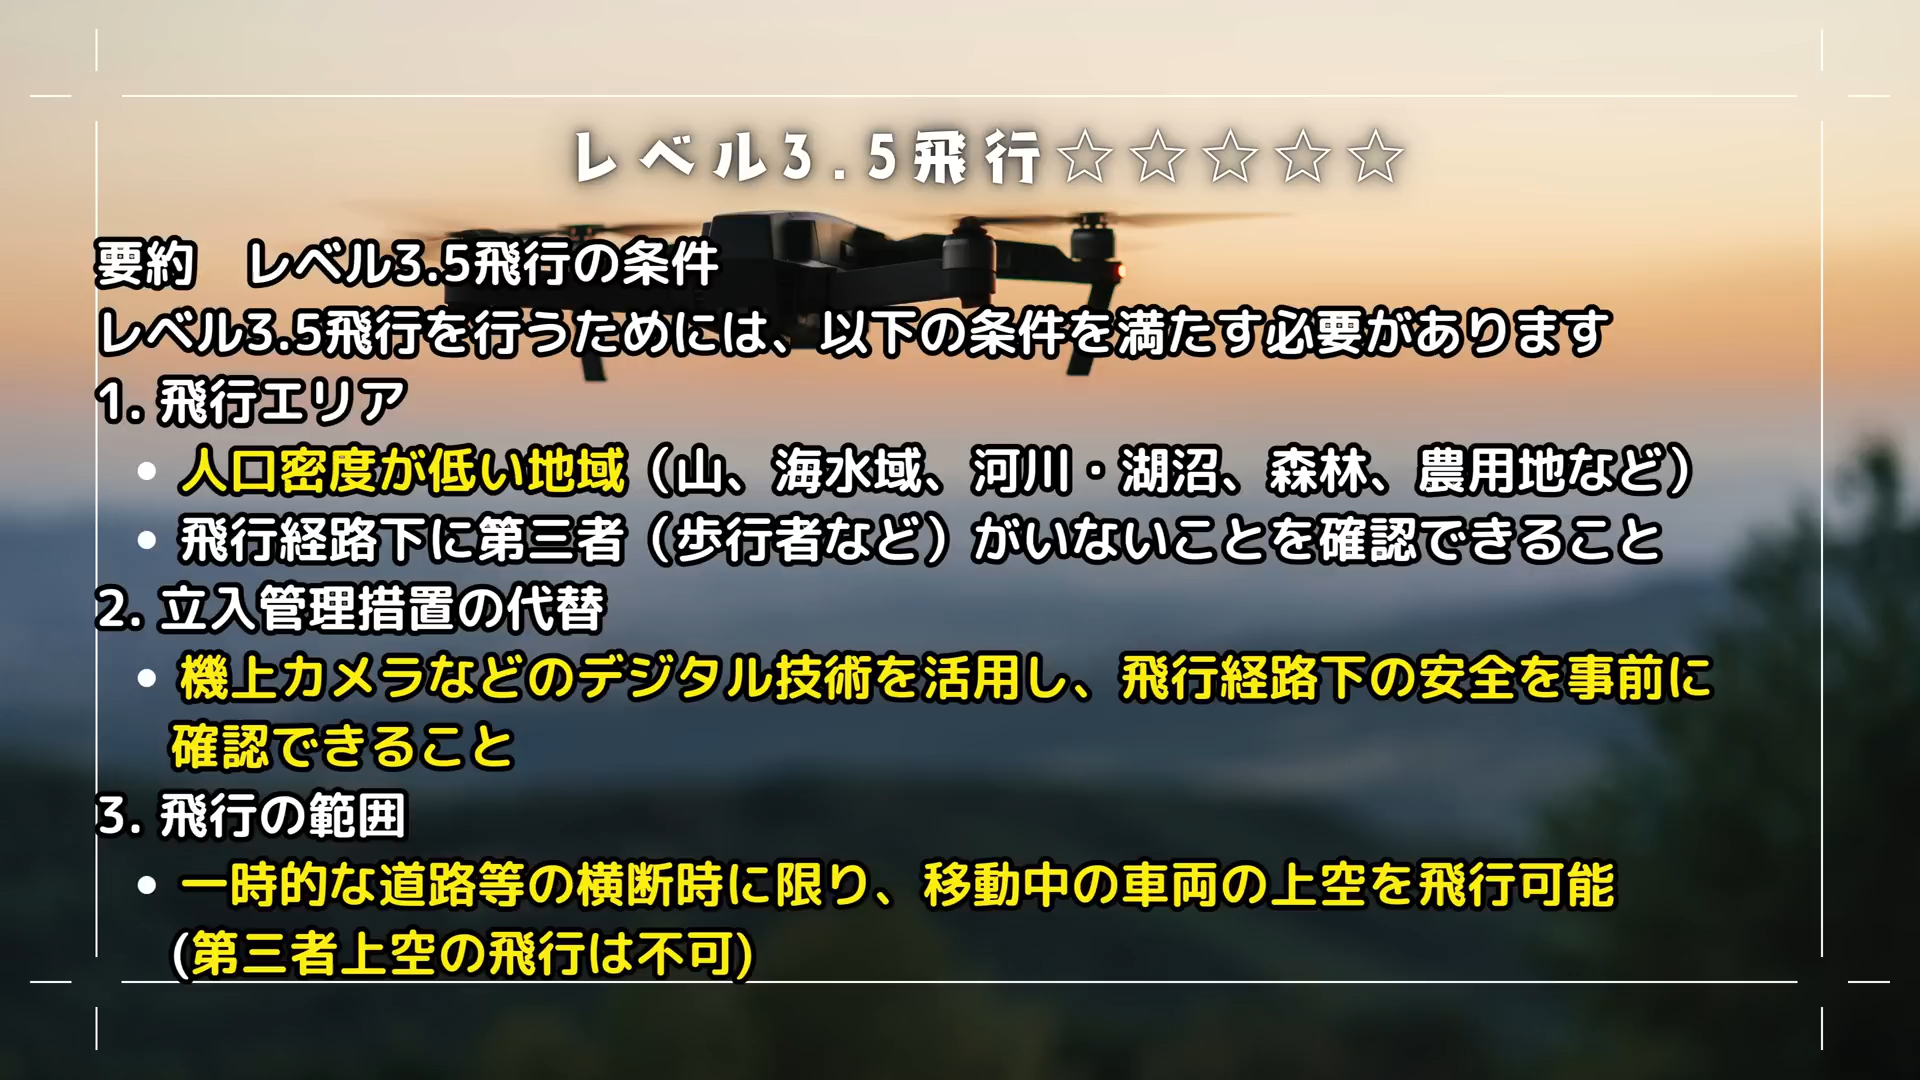 レベル3.5飛行☆☆☆☆☆
要約　レベル3.5飛行の条件
レベル3.5飛行を行うためには、以下の条件を満たす必要があります
1. 飛行エリア
• 人口密度が低い地域（山、海水域、河川・湖沼、森林、農用地など）
• 飛行経路下に第三者（歩行者など）がいないことを確認できること
2. 立入管理措置の代替
• 機上カメラなどのデジタル技術を活用し、飛行経路下の安全を事前に
確認できること
3. 飛行の範囲
• 一時的な道路等の横断時に限り、移動中の車両の上空を飛行可能
(第三者上空の飛行は不可)